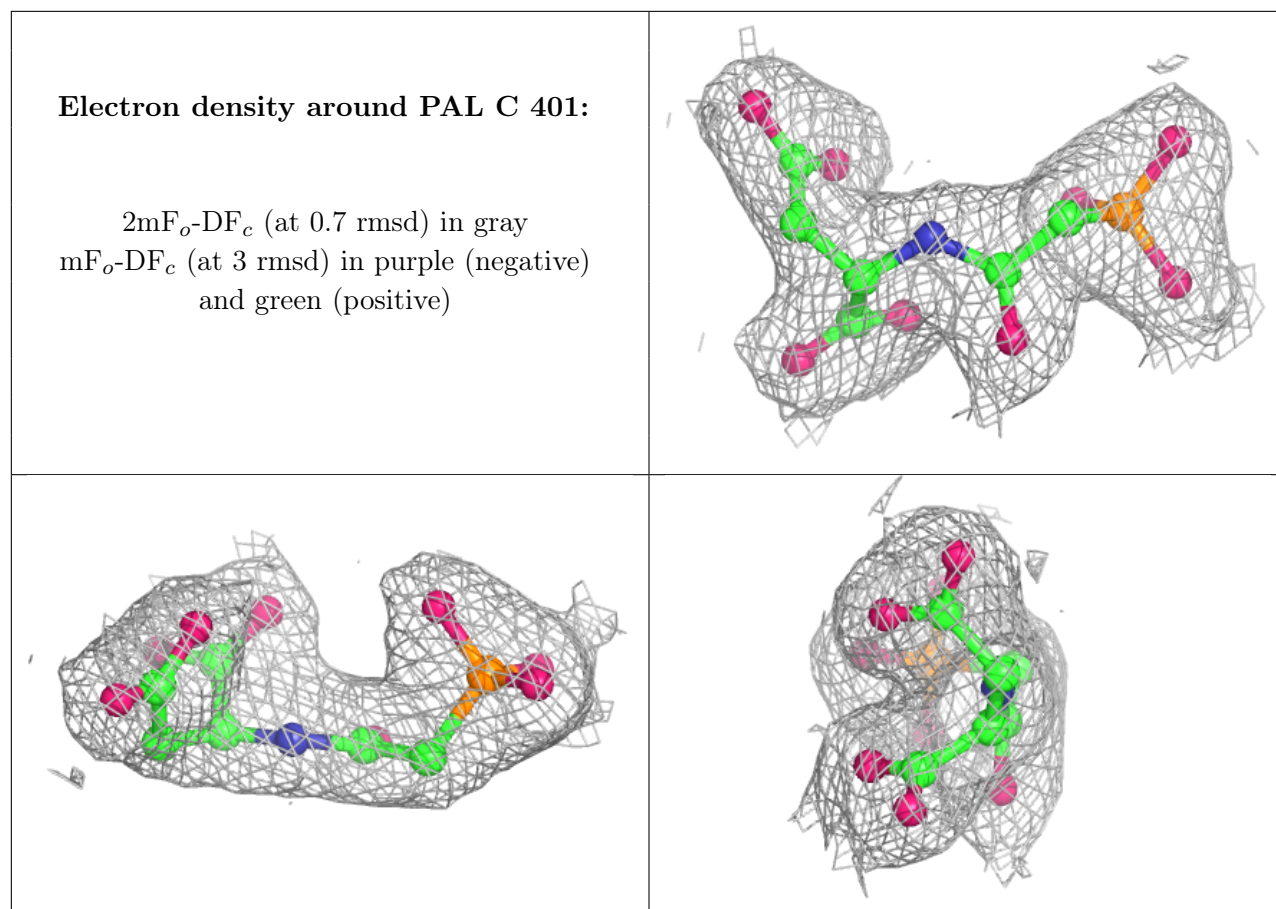 Electron density around PAL C 401:
2mFo-DFc (at 0.7 rmsd) in gray
mFo-DFc (at 3 rmsd) in purple (negative)
and green (positive)